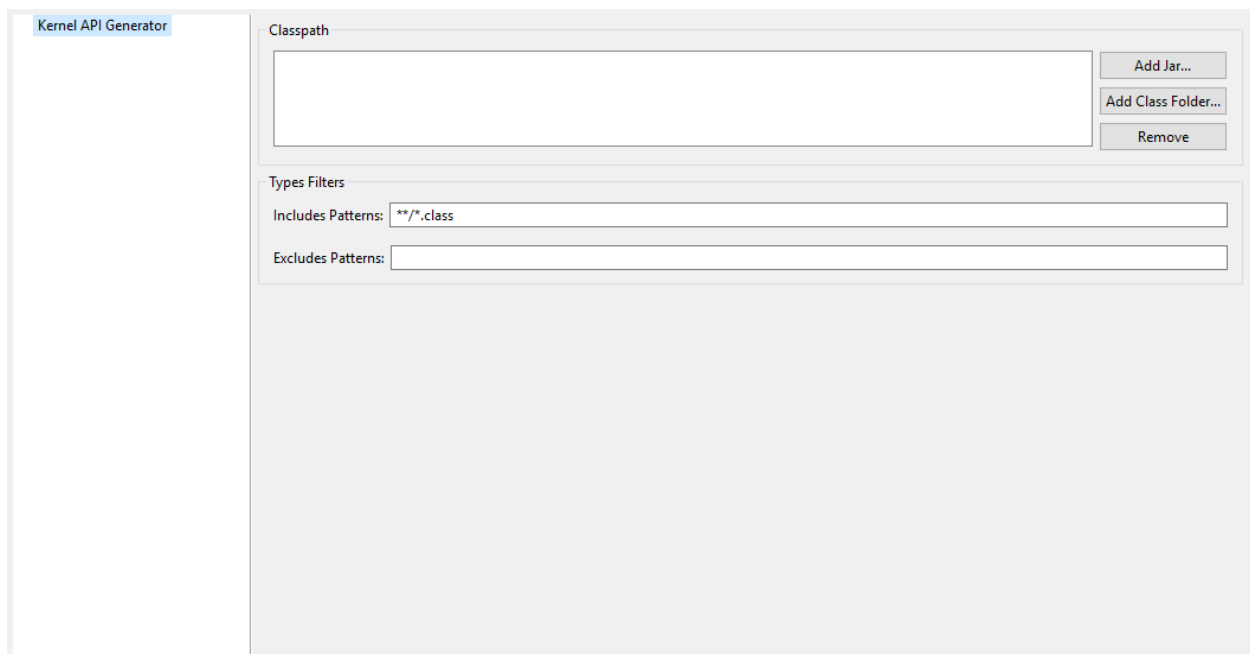 Kernel API Generator
Classpath
Add Jar...
Add Class Folder...
Remove
Types Filters
Includes Patterns: **/*.class
Excludes Patterns: